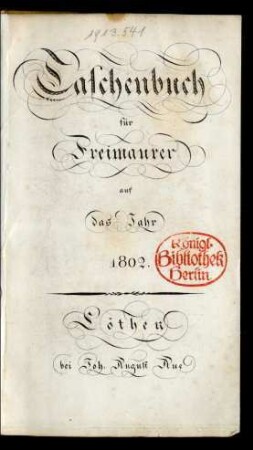 1913.541
Taschenbuch
für
Freimaurer
auf
das Jahr
1802.
Königl.
Bibliothek
Berlin
Cöthen
bei Joh. August Aue